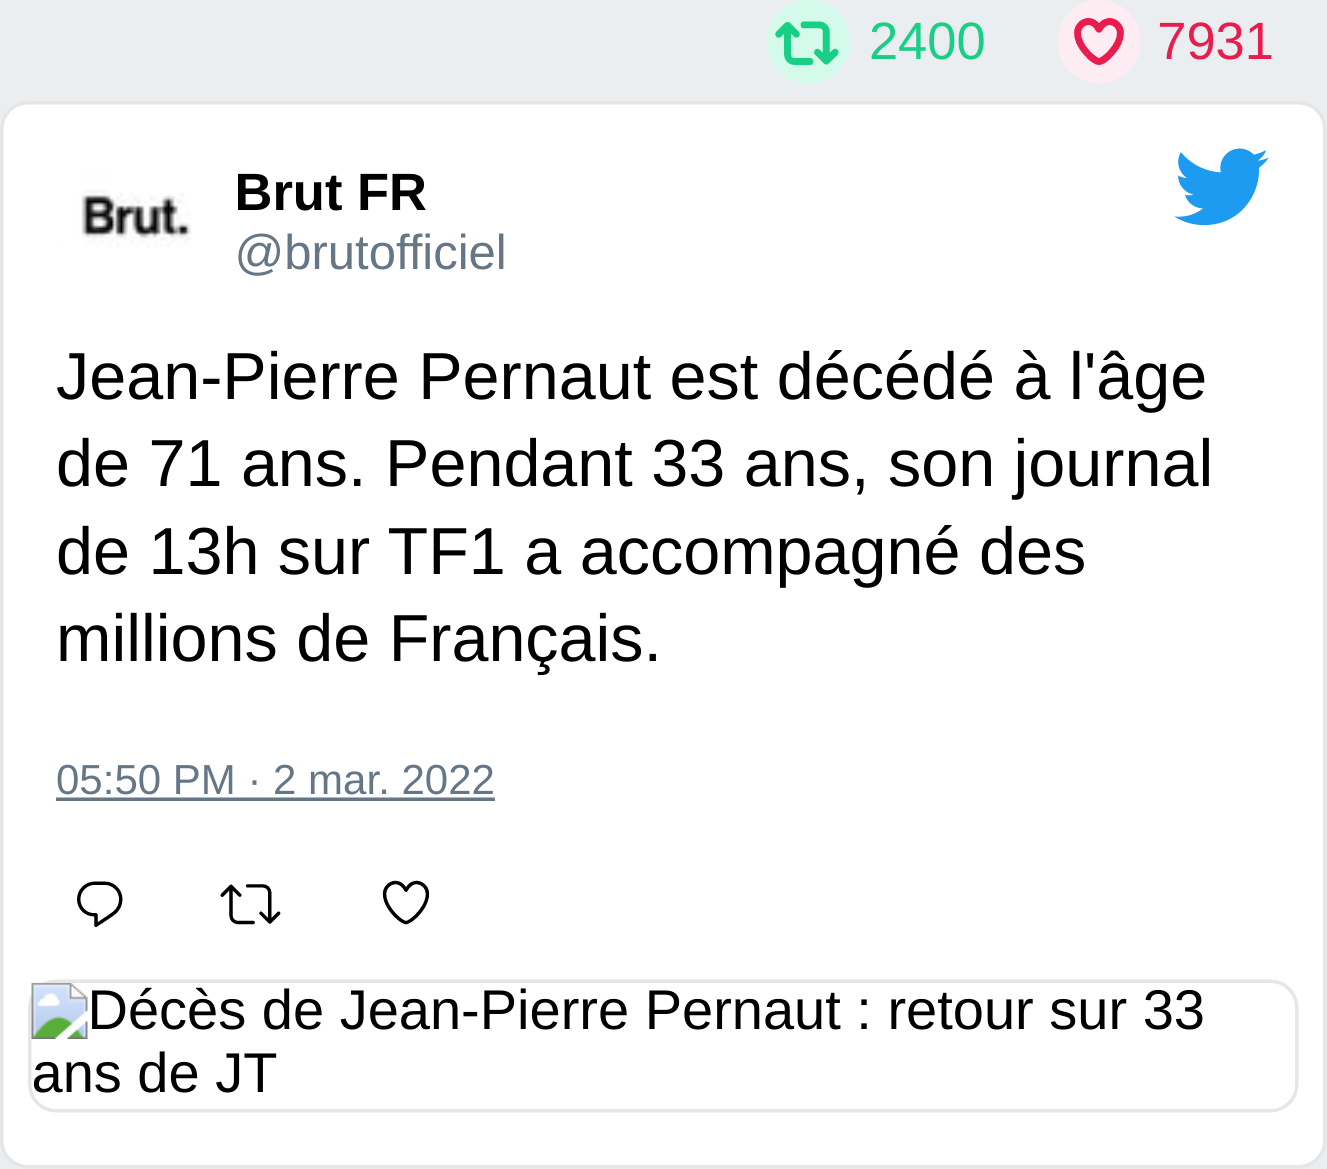 2400 7931
Brut. Brut FR
@brutofficiel
Jean-Pierre Pernaut est décédé à l'âge
de 71 ans. Pendant 33 ans, son journal
de 13h sur TF1 a accompagné des
millions de Français.
05:50 PM · 2 mar. 2022
Décès de Jean-Pierre Pernaut : retour sur 33
ans de JT